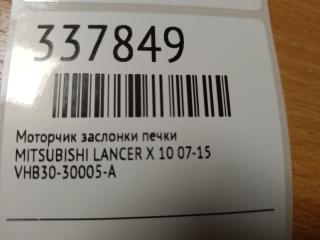 337849
Моторчик заслонки печки
MITSUBISHI LANCER X 10 07-15
VHB30-30005-A